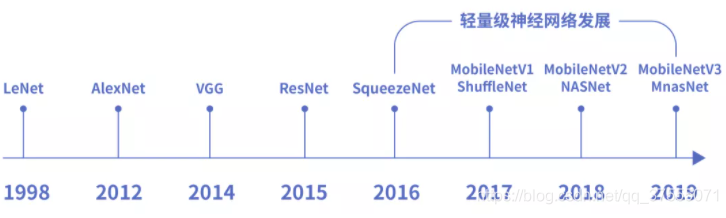 轻量级神经网络发展
LeNet
AlexNet
VGG
ResNet
SqueezeNet
MobileNetV1
ShuffleNet
MobileNetV2
NASNet
MobileNetV3
MnasNet
1998
2012
2014
2015
2016
2017
2018
2019